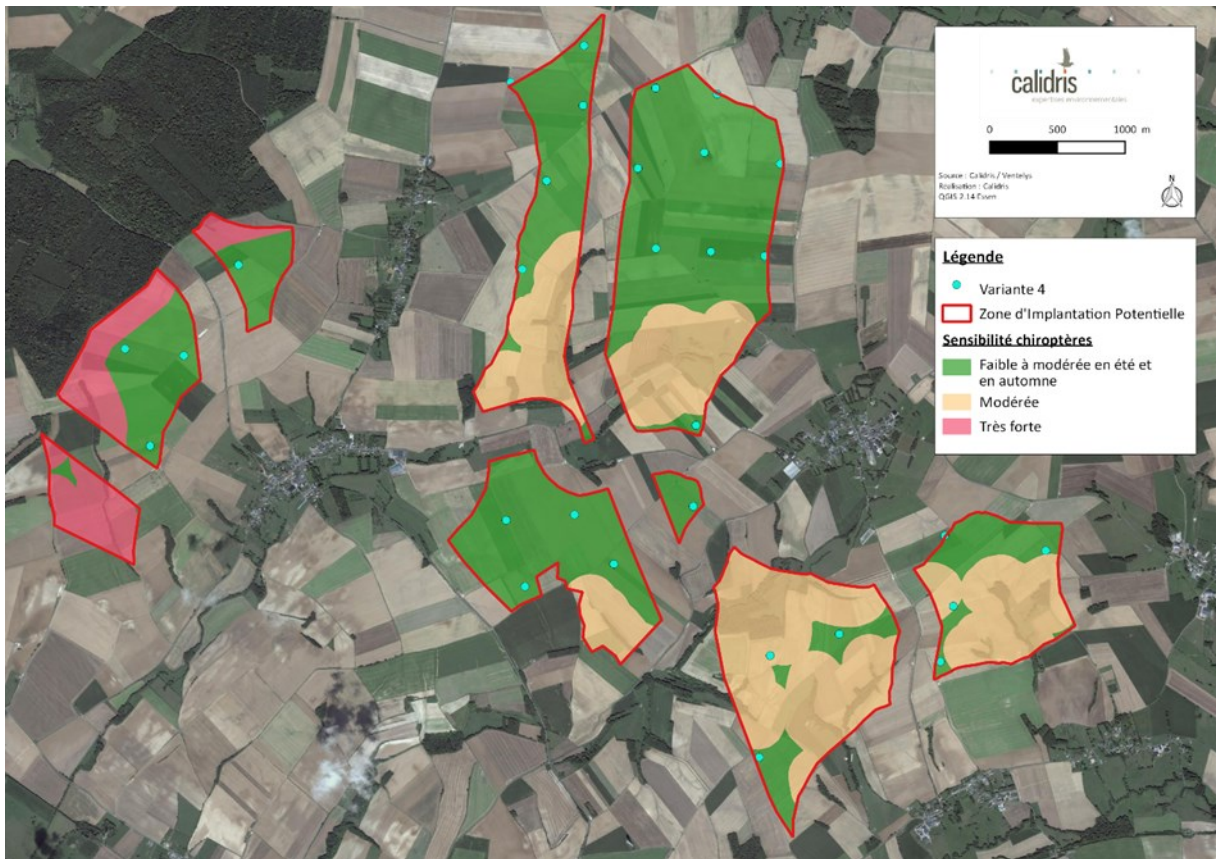 calidris
expertises environnementales
0 500 1000 m
Source : Calidris / Ventelys
Réalisation : Calidris
QGIS 2.14 Essen
N
Légende
Variante 4
Zone d'Implantation Potentielle
Sensibilité chiroptères
Faible à modérée en été et
en automne
Modérée
Très forte